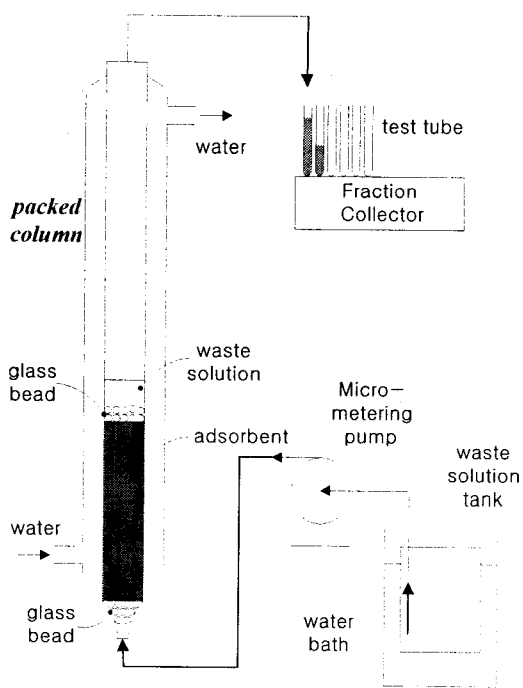 water
test tube
Fraction
Collector
packed
column
waste
solution
glass
bead
adsorbent
Micro-
metering
pump
waste
solution
tank
water
glass
bead
water
bath